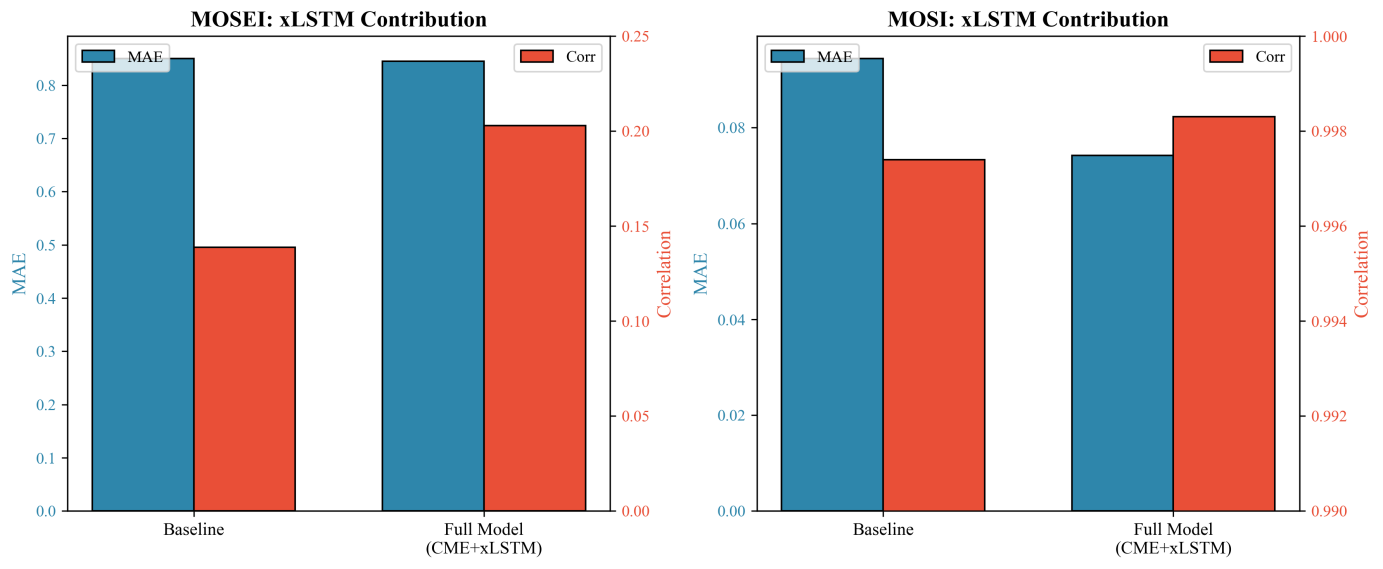 MOSEI: xLSTM Contribution
MAE
Corr
0.8
0.7
0.6
0.5
0.4
0.3
0.2
0.1
0.0
MAE
0.25
0.20
0.15
0.10
0.05
0.00
Correlation
Baseline
Full Model
(CME+xLSTM)
MOSI: xLSTM Contribution
MAE
Corr
0.08
0.06
0.04
0.02
0.00
MAE
1.000
0.998
0.996
0.994
0.992
0.990
Correlation
Baseline
Full Model
(CME+xLSTM)